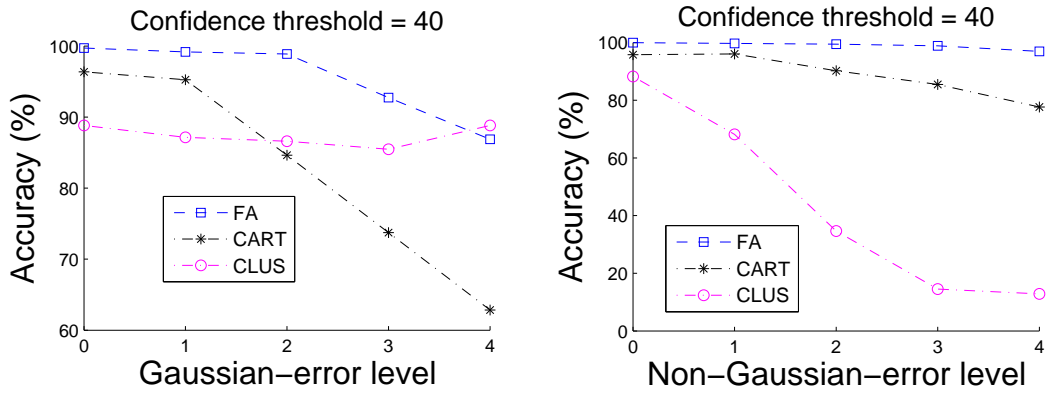 Confidence threshold = 40
Accuracy (%)
100
90
80
70
60
FA
CART
CLUS
0 1 2 3 4
Gaussian−error level
Confidence threshold = 40
Accuracy (%)
100
80
60
40
20
0
FA
CART
CLUS
0 1 2 3 4
Non−Gaussian−error level